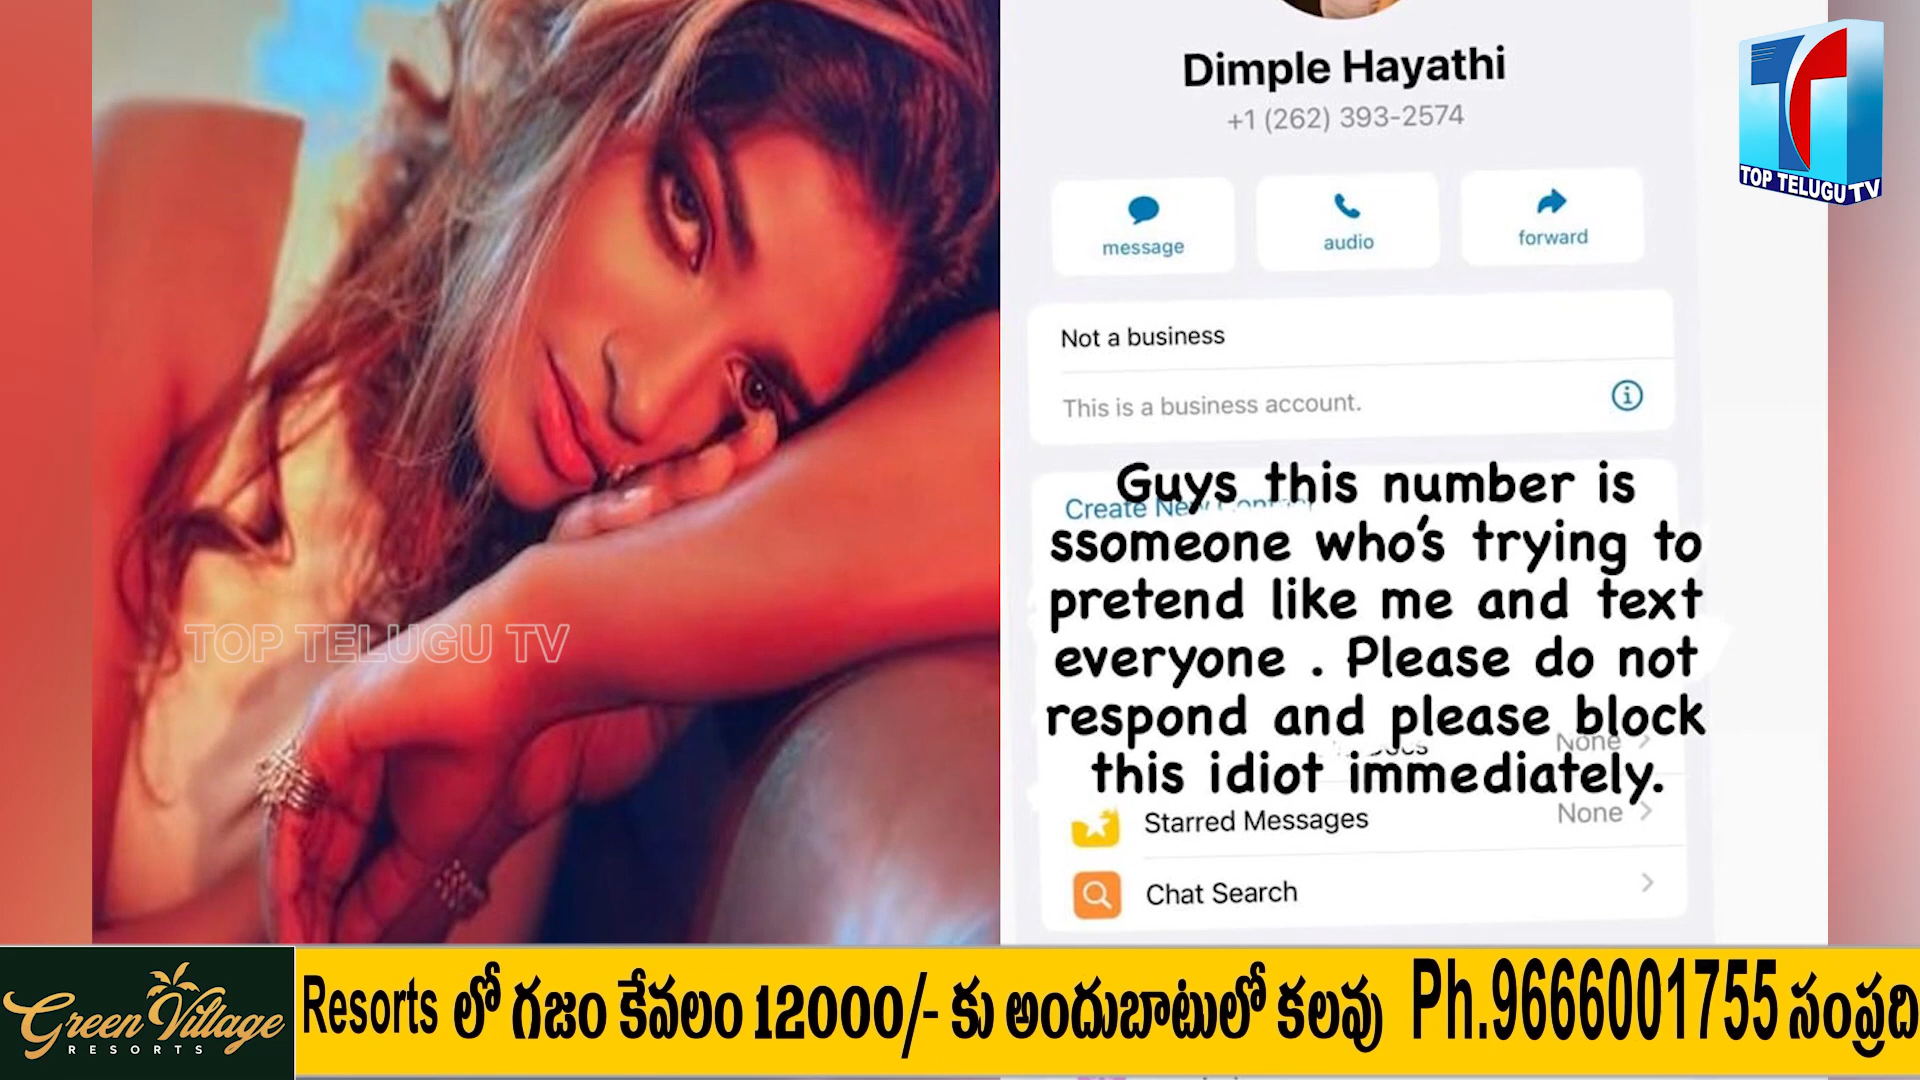 Dimple Hayathi
+1 (262) 393-2574
TOP TELUGU TV
message
audio
forward
Not a business
This is a business account.
Guys this number is
Create New
ssomeone who's trying to
pretend like me and text
everyone . Please do not
respond and please block
None
this idiot immediately.
Starred Messages
None
Chat Search
TOP TELUGU TV
Green Village
RESORTS
Resorts లో గజం కేవలం 12000/- కు అందుబాటులో కలవు Ph.9666001755 సంప్రది